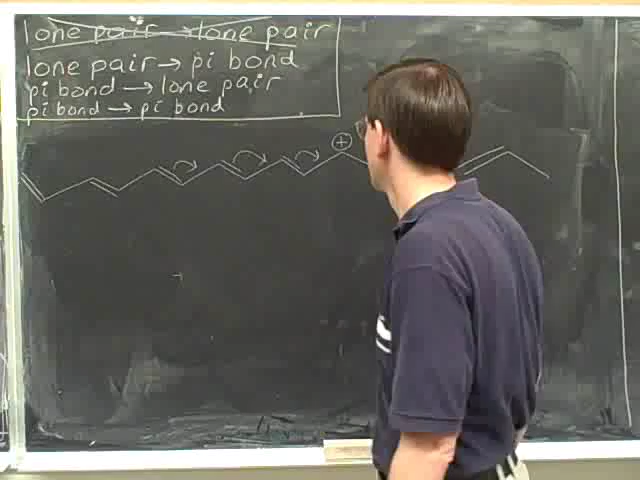 lone pair → lone pair
lone pair → pi bond
pi bond → lone pair
pi bond → pi bond
+